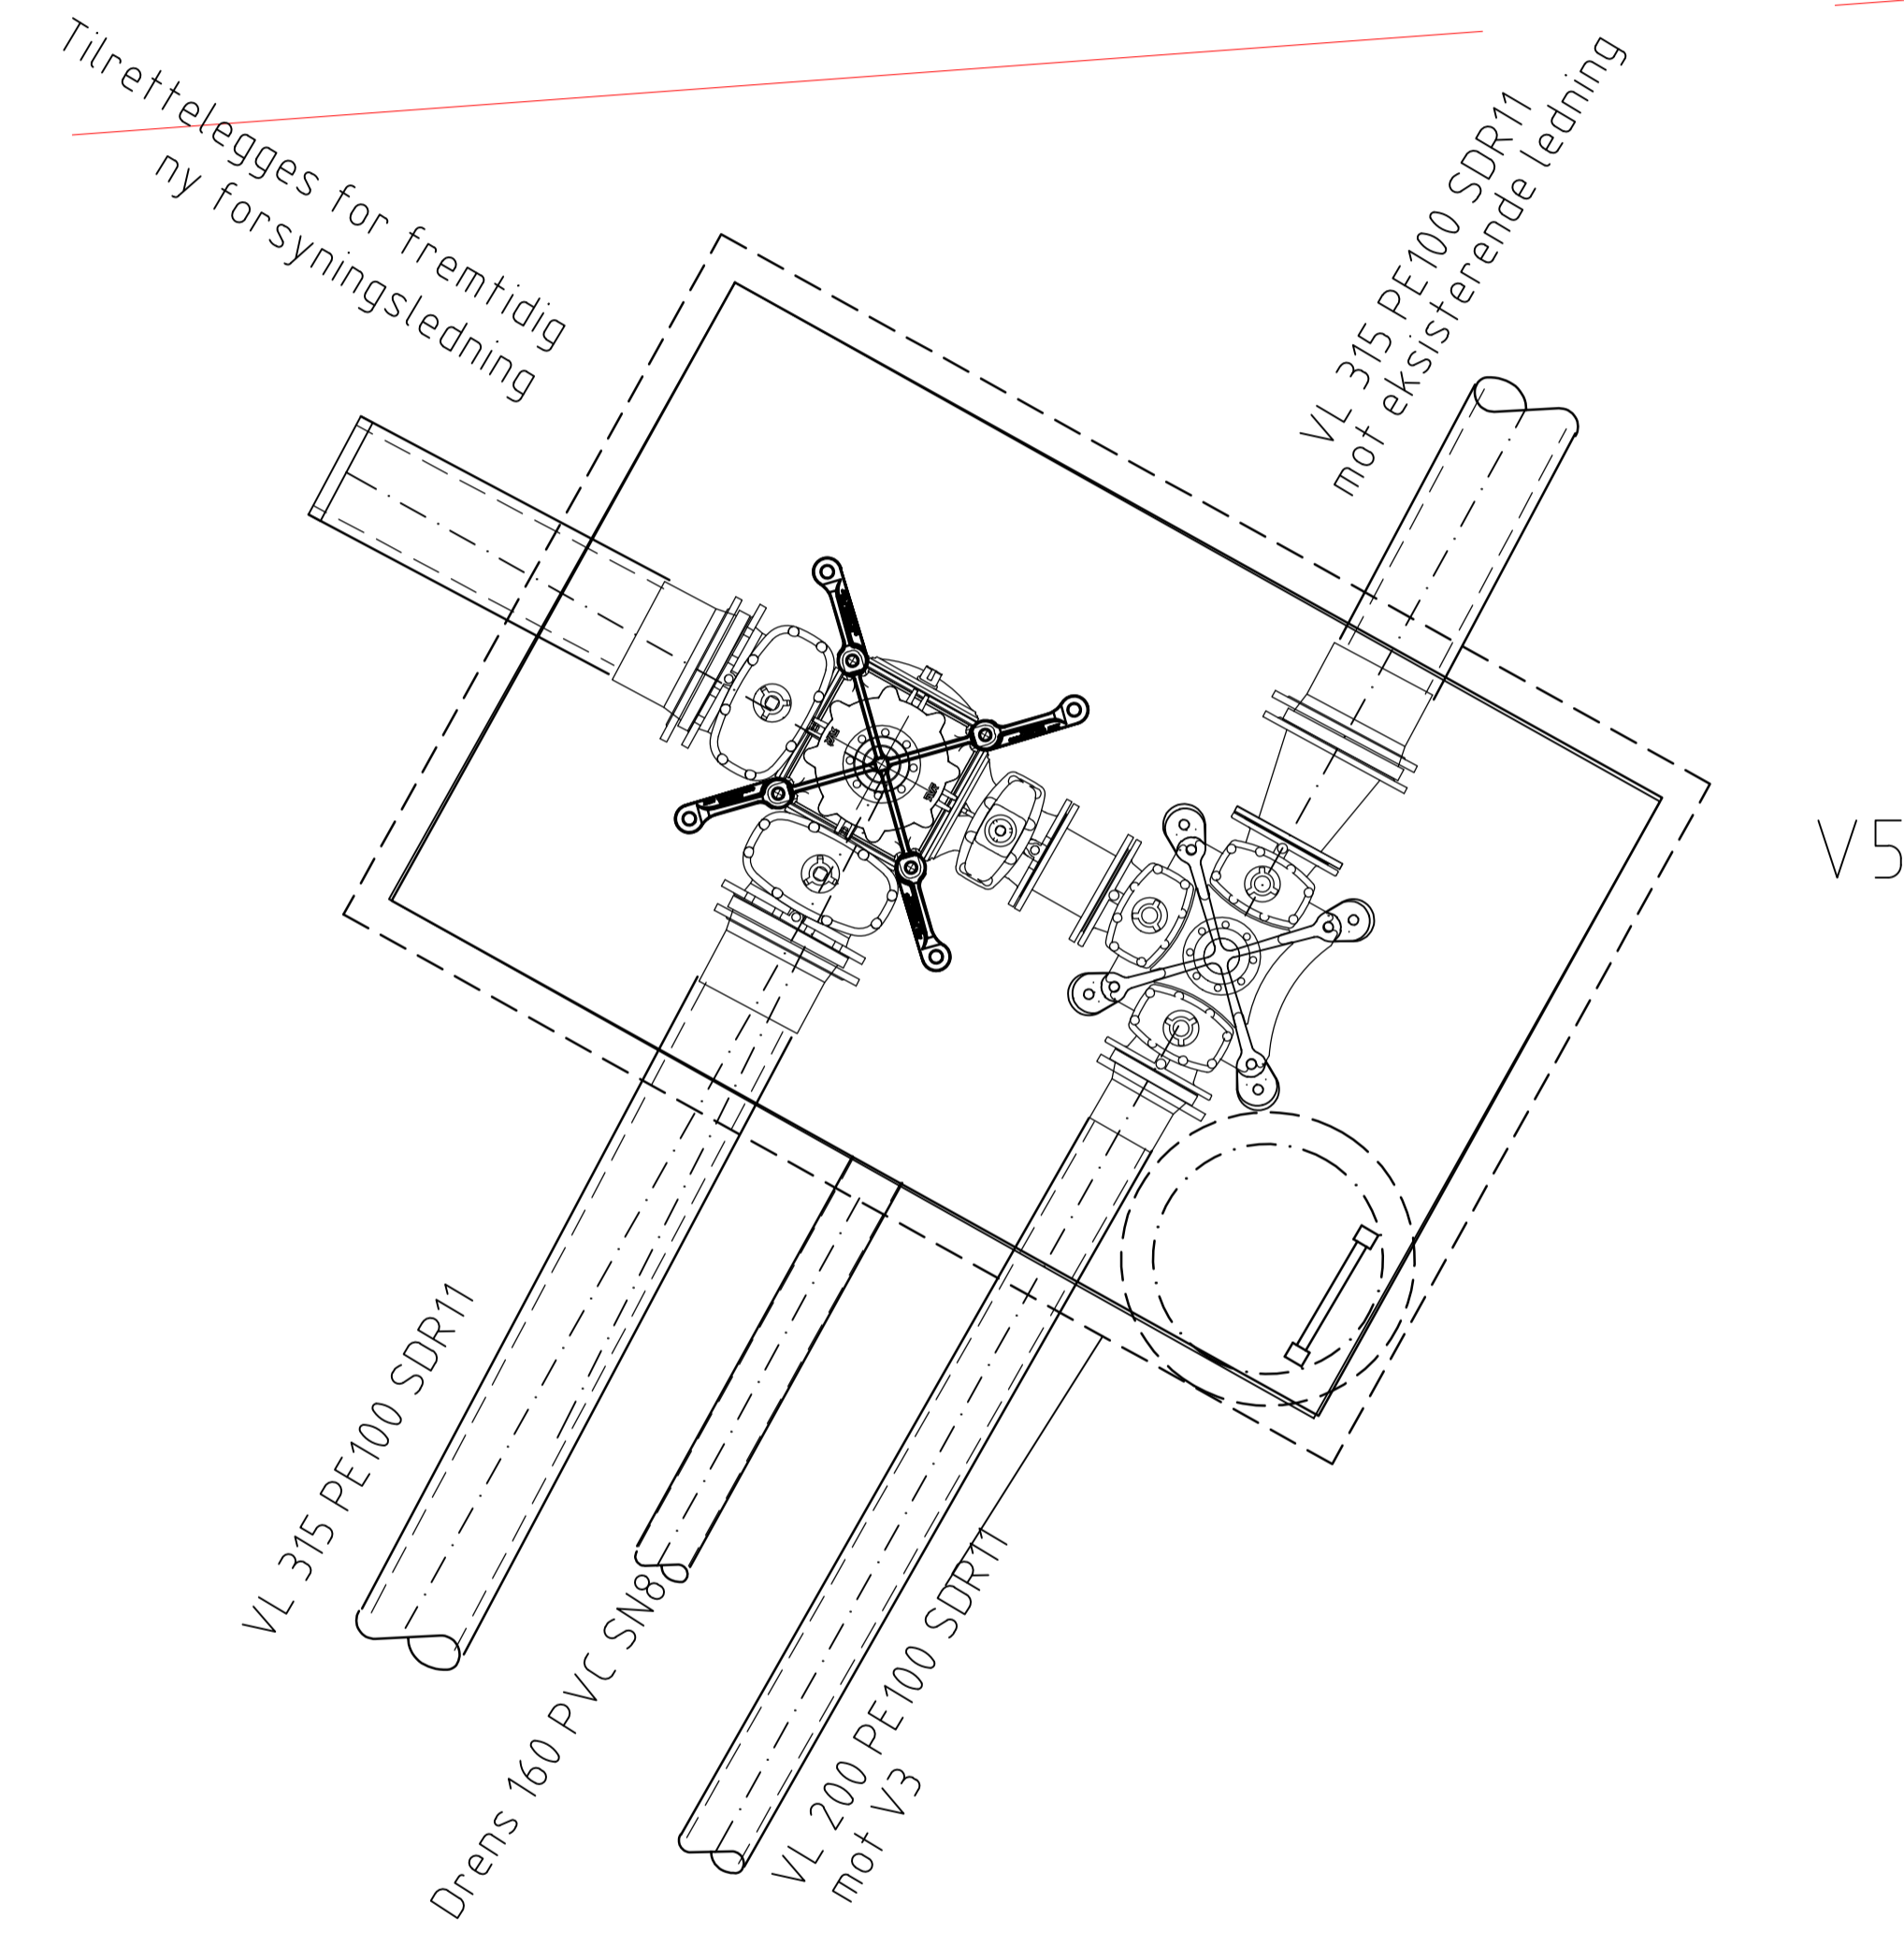 Tilrettelegges for fremtidig
ny forsyningsledning
VL 315 PE100 SDR11
mot eksisterende ledning
V5
VL 315 PE100 SDR11
Drens 160 PVC SN8
VL 200 PE100 SDR11
mot V3